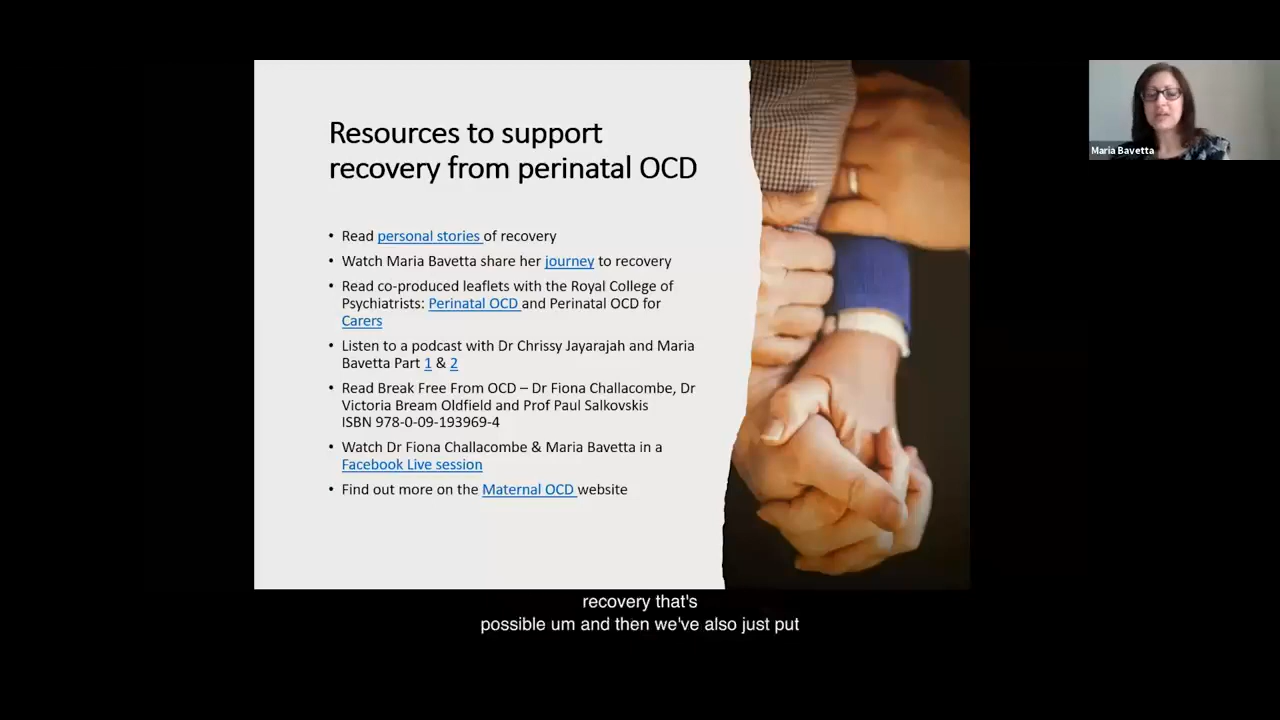 Resources to support
recovery from perinatal OCD
• Read personal stories of recovery
• Watch Maria Bavetta share her journey to recovery
• Read co-produced leaflets with the Royal College of
Psychiatrists: Perinatal OCD and Perinatal OCD for
Carers
• Listen to a podcast with Dr Chrissy Jayarajah and Maria
Bavetta Part 1 & 2
• Read Break Free From OCD – Dr Fiona Challacombe, Dr
Victoria Bream Oldfield and Prof Paul Salkovskis
ISBN 978-0-09-193969-4
• Watch Dr Fiona Challacombe & Maria Bavetta in a
Facebook Live session
• Find out more on the Maternal OCD website
Maria Bavetta
recovery that's
possible um and then we've also just put